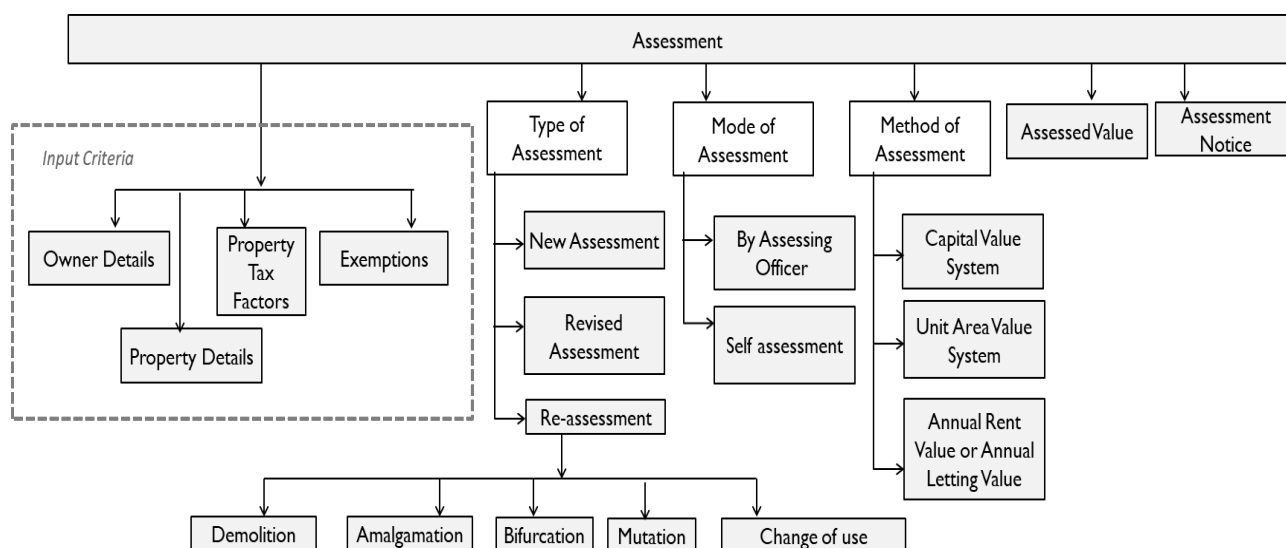 Assessment
Input Criteria
Owner Details
Property
Tax
Factors
Exemptions
Property Details
Type of
Assessment
New Assessment
Revised
Assessment
Re-assessment
Demolition
Amalgamation
Bifurcation
Mutation
Change of use
Mode of
Assessment
By Assessing
Officer
Self assessment
Method of
Assessment
Capital Value
System
Unit Area Value
System
Annual Rent
Value or Annual
Letting Value
Assessed Value
Assessment
Notice